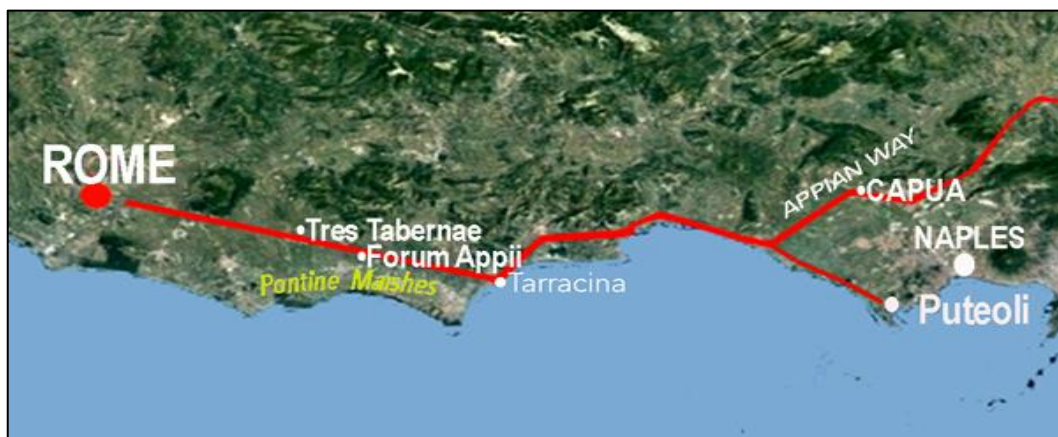 ROME
APPIAN WAY
CAPUA
Tres Tabernae
NAPLES
Forum Appii
Pontine Marshes
Tarracina
Puteoli